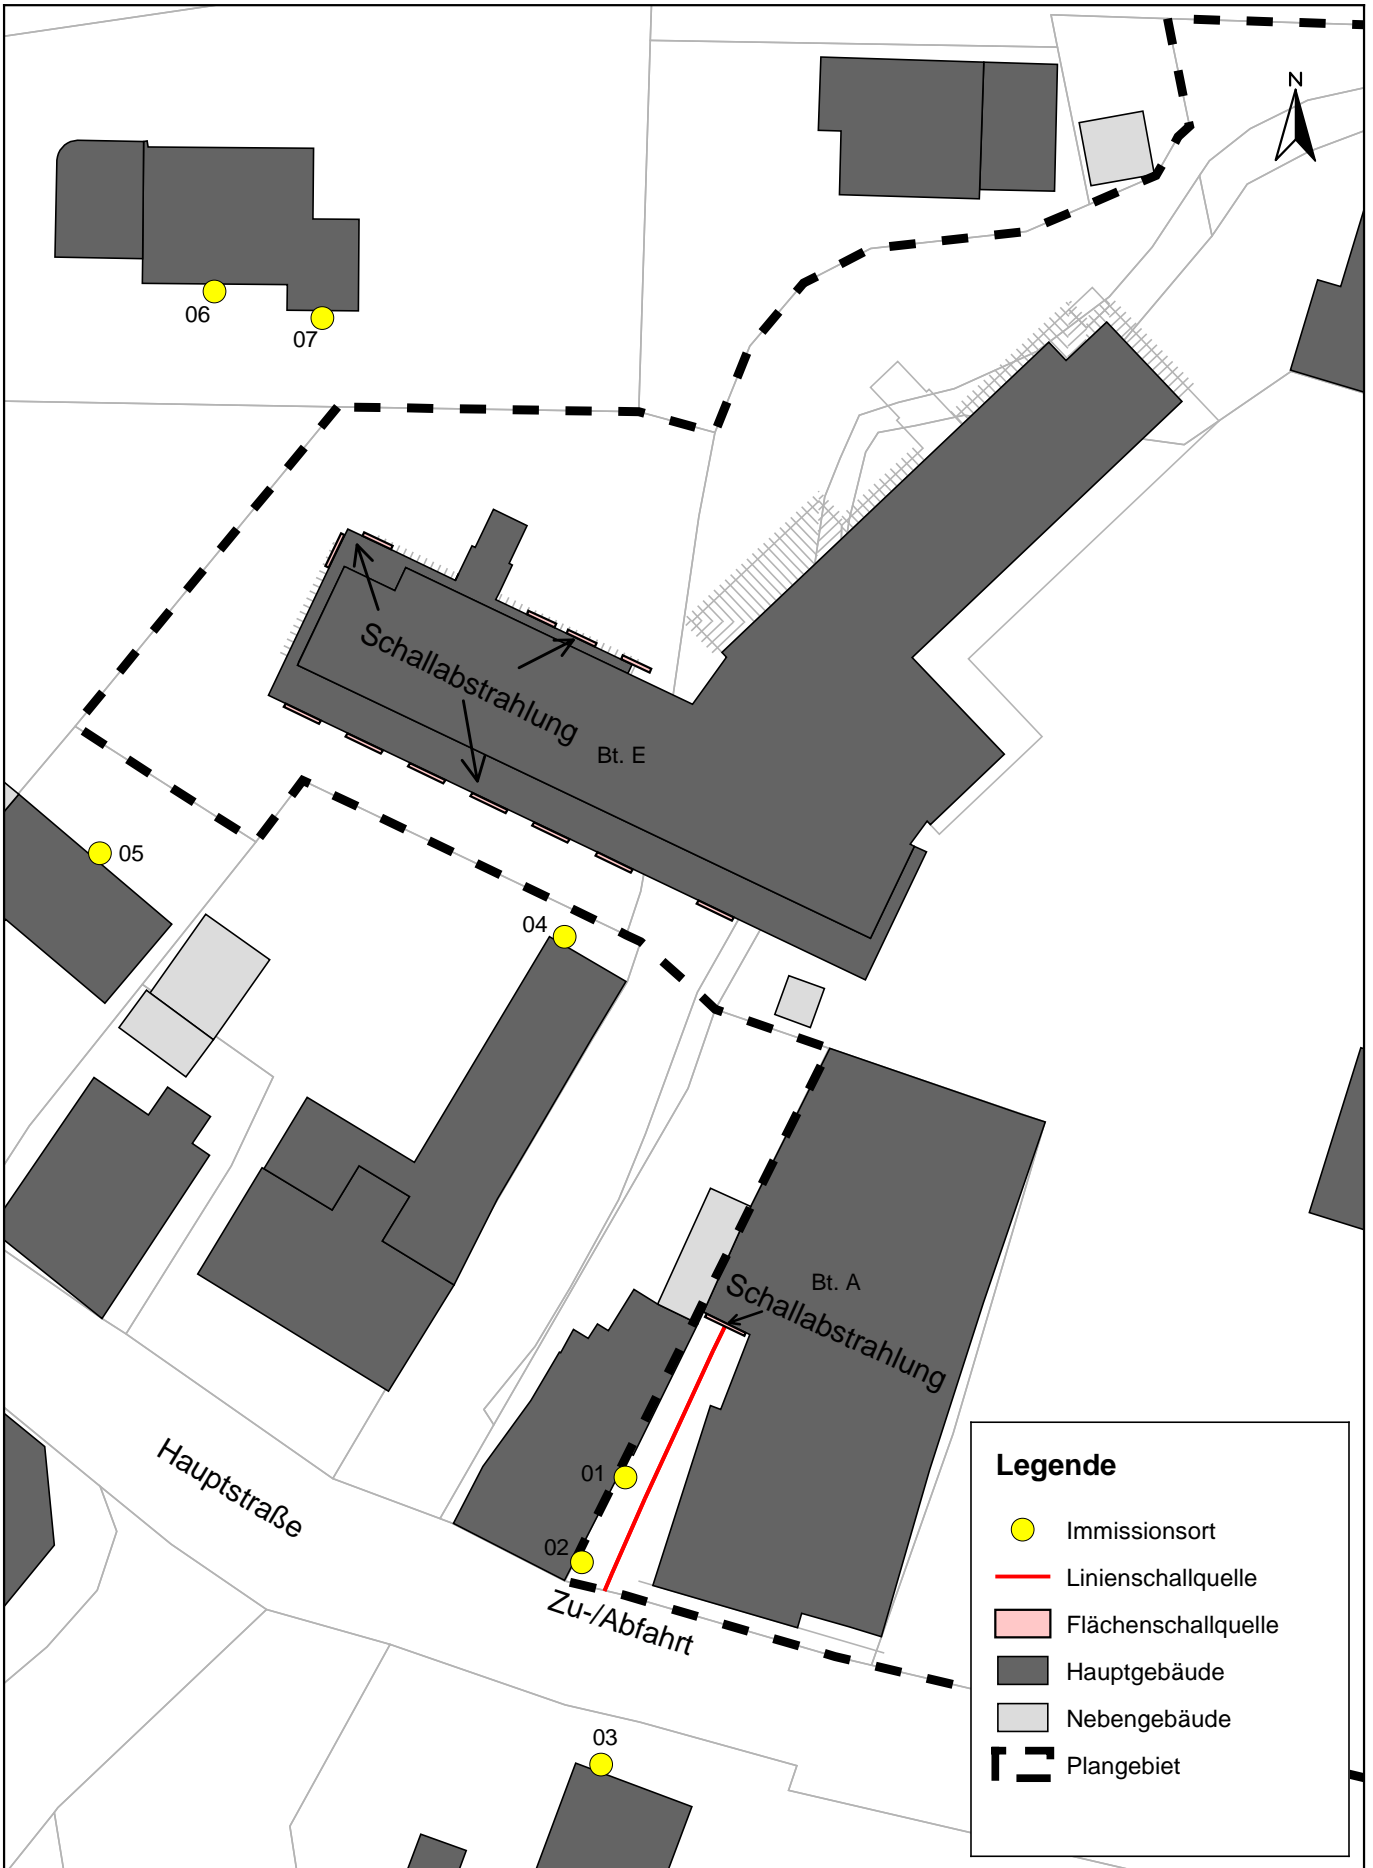 N
06
07
Schallabstrahlung
Bt. E
05
04
Bt. A
Schallabstrahlung
01
02
Hauptstraße
Zu-/Abfahrt
03
Legende
Immissionsort
Linienschallquelle
Flächenschallquelle
Hauptgebäude
Nebengebäude
Plangebiet